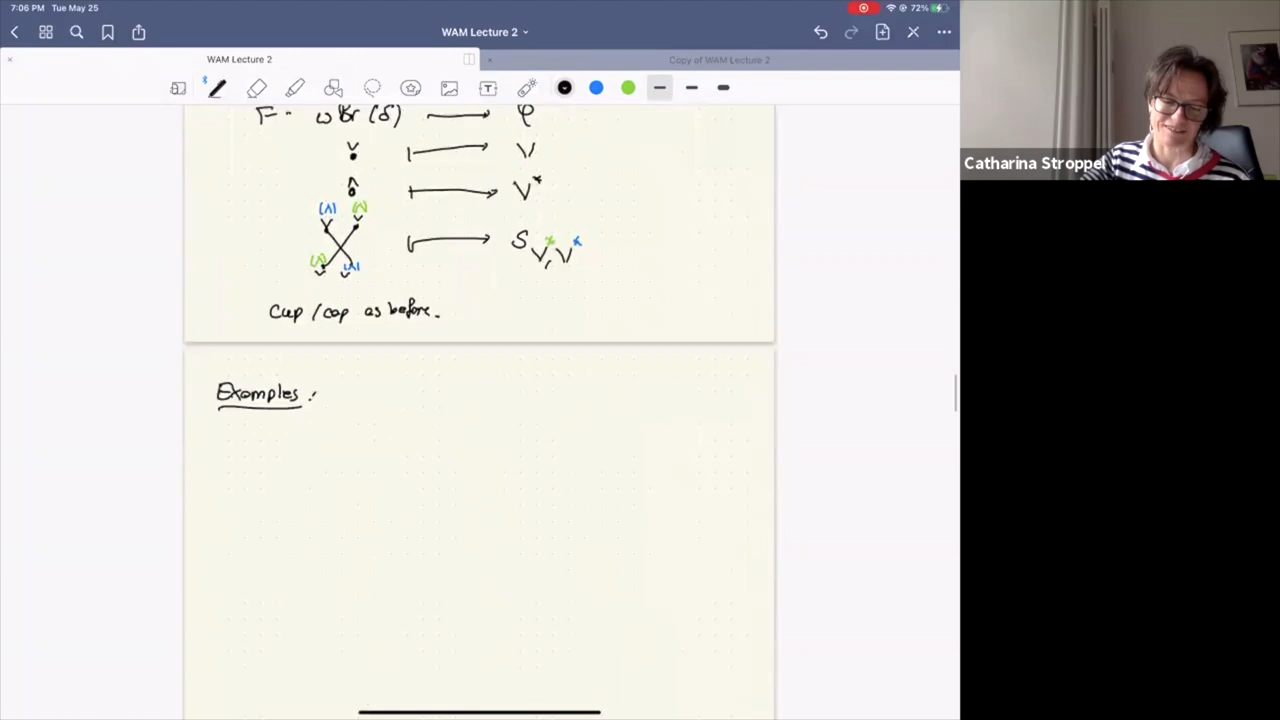 7:06 PM Tue May 25
72%
WAM Lecture 2
WAM Lecture 2
Copy of WAM Lecture 2
F: ωBr(δ) → φ
∨ ↦ V
∧ ↦ V*
(∧) (∧)
∨ ∨
↦ S V*, V*
(∧) (∧)
∨ ∨
Cup / cap as before.
Examples:
Catharina Stroppel